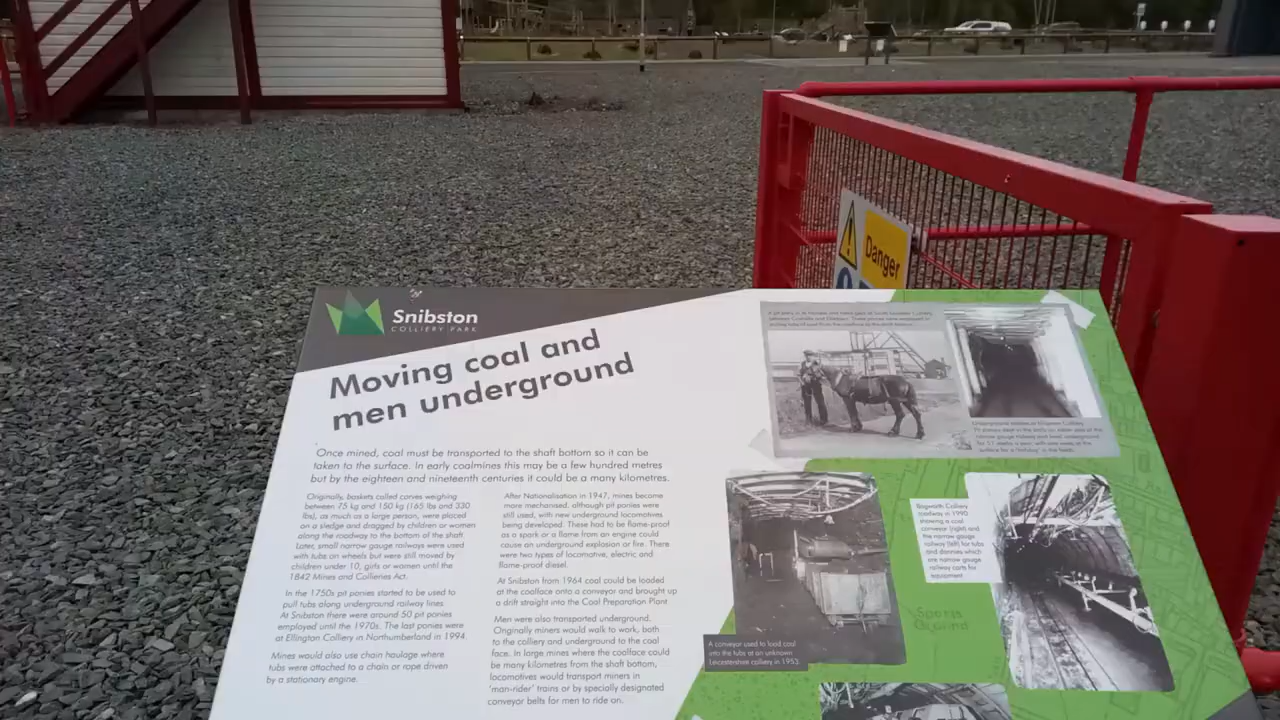 Danger
Snibston
COLLIERY PARK
Moving coal and
men underground
Once mined, coal must be transported to the shaft bottom so it can be
taken to the surface. In early coalmines this may be a few hundred metres
but by the eighteen and nineteenth centuries it could be a many kilometres.
Originally, baskets called corves weighing
between 75 kg and 150 kg (165 lbs and 330
lbs), as much as a large person, were placed
on a sledge and dragged by children or women
along the roadway to the bottom of the shaft.
Later, small narrow gauge railways were used
with tubs on wheels but were still moved by
children under 10, girls or women until the
1842 Mines and Collieries Act.
In the 1750s pit ponies started to be used to
pull tubs along underground railway lines.
At Snibston there were around 50 pit ponies
employed until the 1970s. The last ponies were
at Ellington Colliery in Northumberland in 1994.
Mines would also use chain haulage where
tubs were attached to a chain or rope driven
by a stationary engine.
After Nationalisation in 1947, mines become
more mechanised, although pit ponies were
still used, with new underground locomotives
being developed. These had to be flame-proof
as a spark or a flame from an engine could
cause an underground explosion or fire. There
were two types of locomotive, electric and
flame-proof diesel.
At Snibston from 1964 coal could be loaded
at the coalface onto a conveyor and brought up
a drift straight into the Coal Preparation Plant
Men were also transported underground.
Originally miners would walk to work, both
to the colliery and underground to the coal
face. In large mines where the coalface could
be many kilometres from the shaft bottom,
locomotives would transport miners in
'man-rider' trains or by specially designated
conveyor belts for men to ride on.
Bagworth Colliery
roadway in 1990
showing a coal
conveyor (right) and
the narrow gauge
railway (left) for tubs
and dannies which
are narrow gauge
railway carts for
equipment
A conveyor used to load coal
into the tubs at an unknown
Leicestershire colliery in 1953.
Sports
Ground